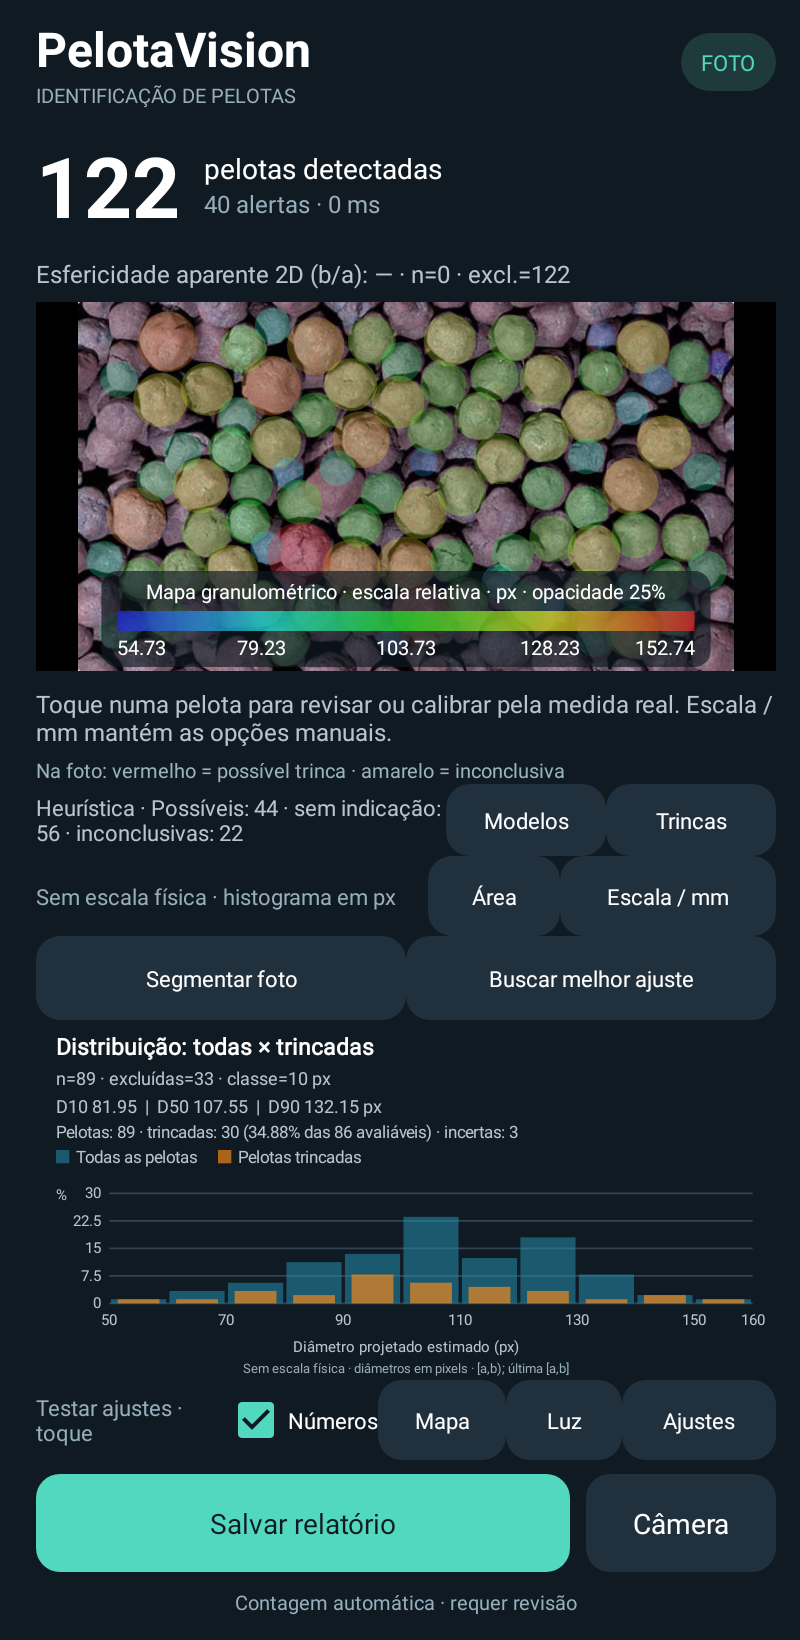 PelotaVision
FOTO
IDENTIFICAÇÃO DE PELOTAS
122
pelotas detectadas
40 alertas · 0 ms
Esfericidade aparente 2D (b/a): — · n=0 · excl.=122
Mapa granulométrico · escala relativa · px · opacidade 25%
54.73 79.23 103.73 128.23 152.74
Toque numa pelota para revisar ou calibrar pela medida real. Escala /
mm mantém as opções manuais.
Na foto: vermelho = possível trinca · amarelo = inconclusiva
Heurística · Possíveis: 44 · sem indicação:
56 · inconclusivas: 22
Modelos
Trincas
Sem escala física · histograma em px
Área
Escala / mm
Segmentar foto
Buscar melhor ajuste
Distribuição: todas × trincadas
n=89 · excluídas=33 · classe=10 px
D10 81.95 | D50 107.55 | D90 132.15 px
Pelotas: 89 · trincadas: 30 (34.88% das 86 avaliáveis) · incertas: 3
Todas as pelotas Pelotas trincadas
% 30
22.5
15
7.5
0
50 70 90 110 130 150 160
Diâmetro projetado estimado (px)
Sem escala física · diâmetros em pixels · [a,b); última [a,b]
Testar ajustes ·
toque
Números
Mapa
Luz
Ajustes
Salvar relatório
Câmera
Contagem automática · requer revisão